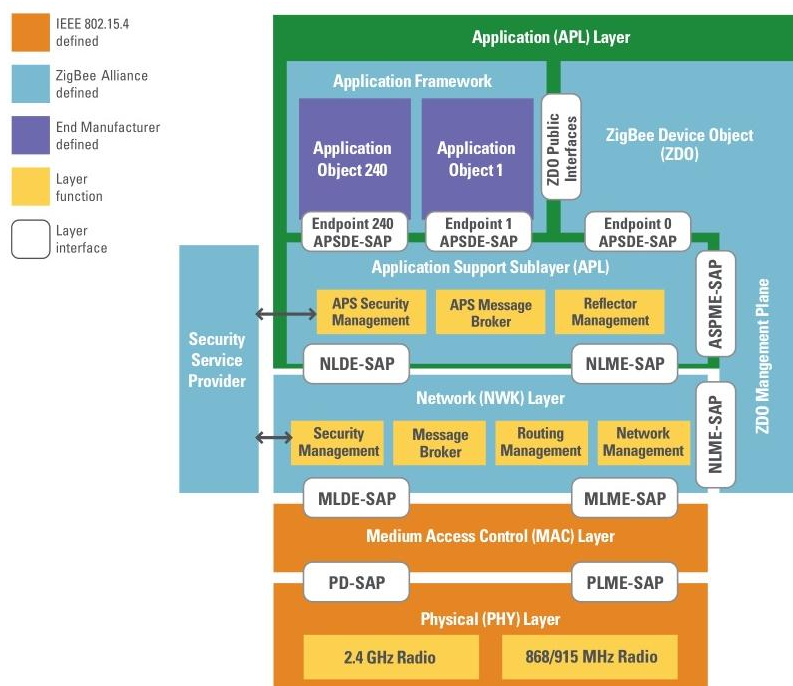 IEEE 802.15.4
defined
ZigBee Alliance
defined
End Manufacturer
defined
Layer
function
Layer
interface
Application (APL) Layer
Application Framework
Application
Object 240
Application
Object 1
ZDO Public
Interfaces
ZigBee Device Object
(ZDO)
Endpoint 240
APSDE-SAP
Endpoint 1
APSDE-SAP
Endpoint 0
APSDE-SAP
Application Support Sublayer (APL)
APS Security
Management
APS Message
Broker
Reflector
Management
ASPME-SAP
NLDE-SAP
NLME-SAP
Security
Service
Provider
Network (NWK) Layer
Security
Management
Message
Broker
Routing
Management
Network
Management
NLME-SAP
ZDO Mangement Plane
MLDE-SAP
MLME-SAP
Medium Access Control (MAC) Layer
PD-SAP
PLME-SAP
Physical (PHY) Layer
2.4 GHz Radio
868/915 MHz Radio